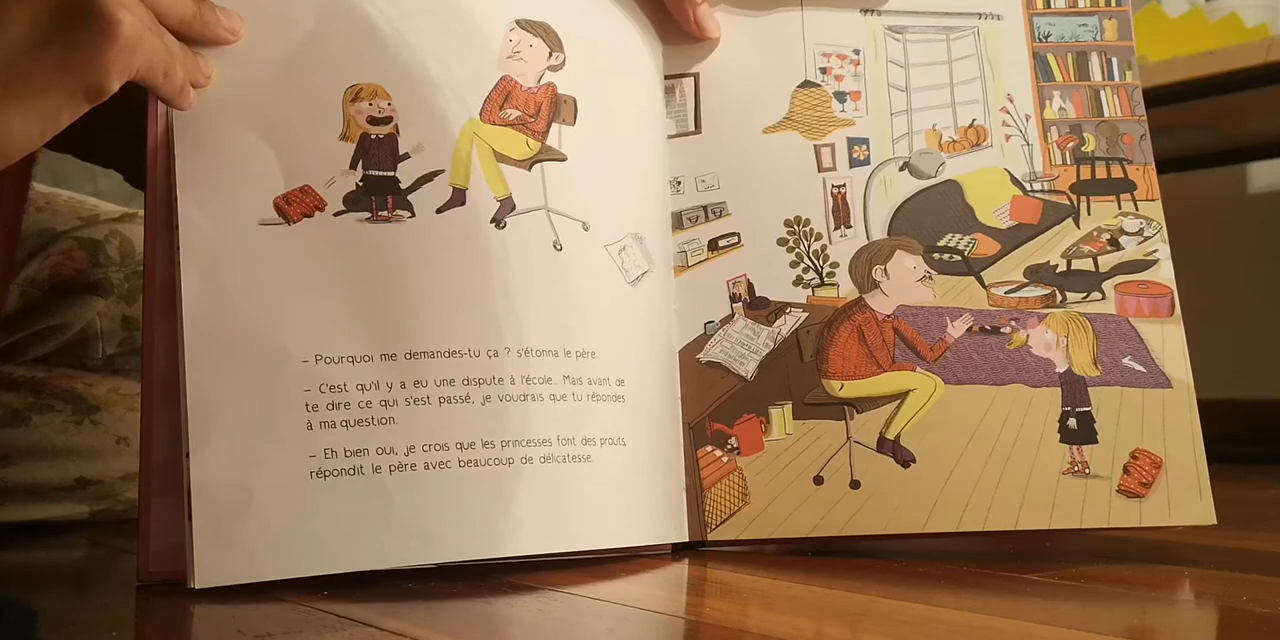 – Pourquoi me demandes-tu ça ? s'étonna le père.
– C'est qu'il y a eu une dispute à l'école... Mais avant de
te dire ce qui s'est passé, je voudrais que tu répondes
à ma question.
– Eh bien oui, je crois que les princesses font des prouts,
répondit le père avec beaucoup de délicatesse.